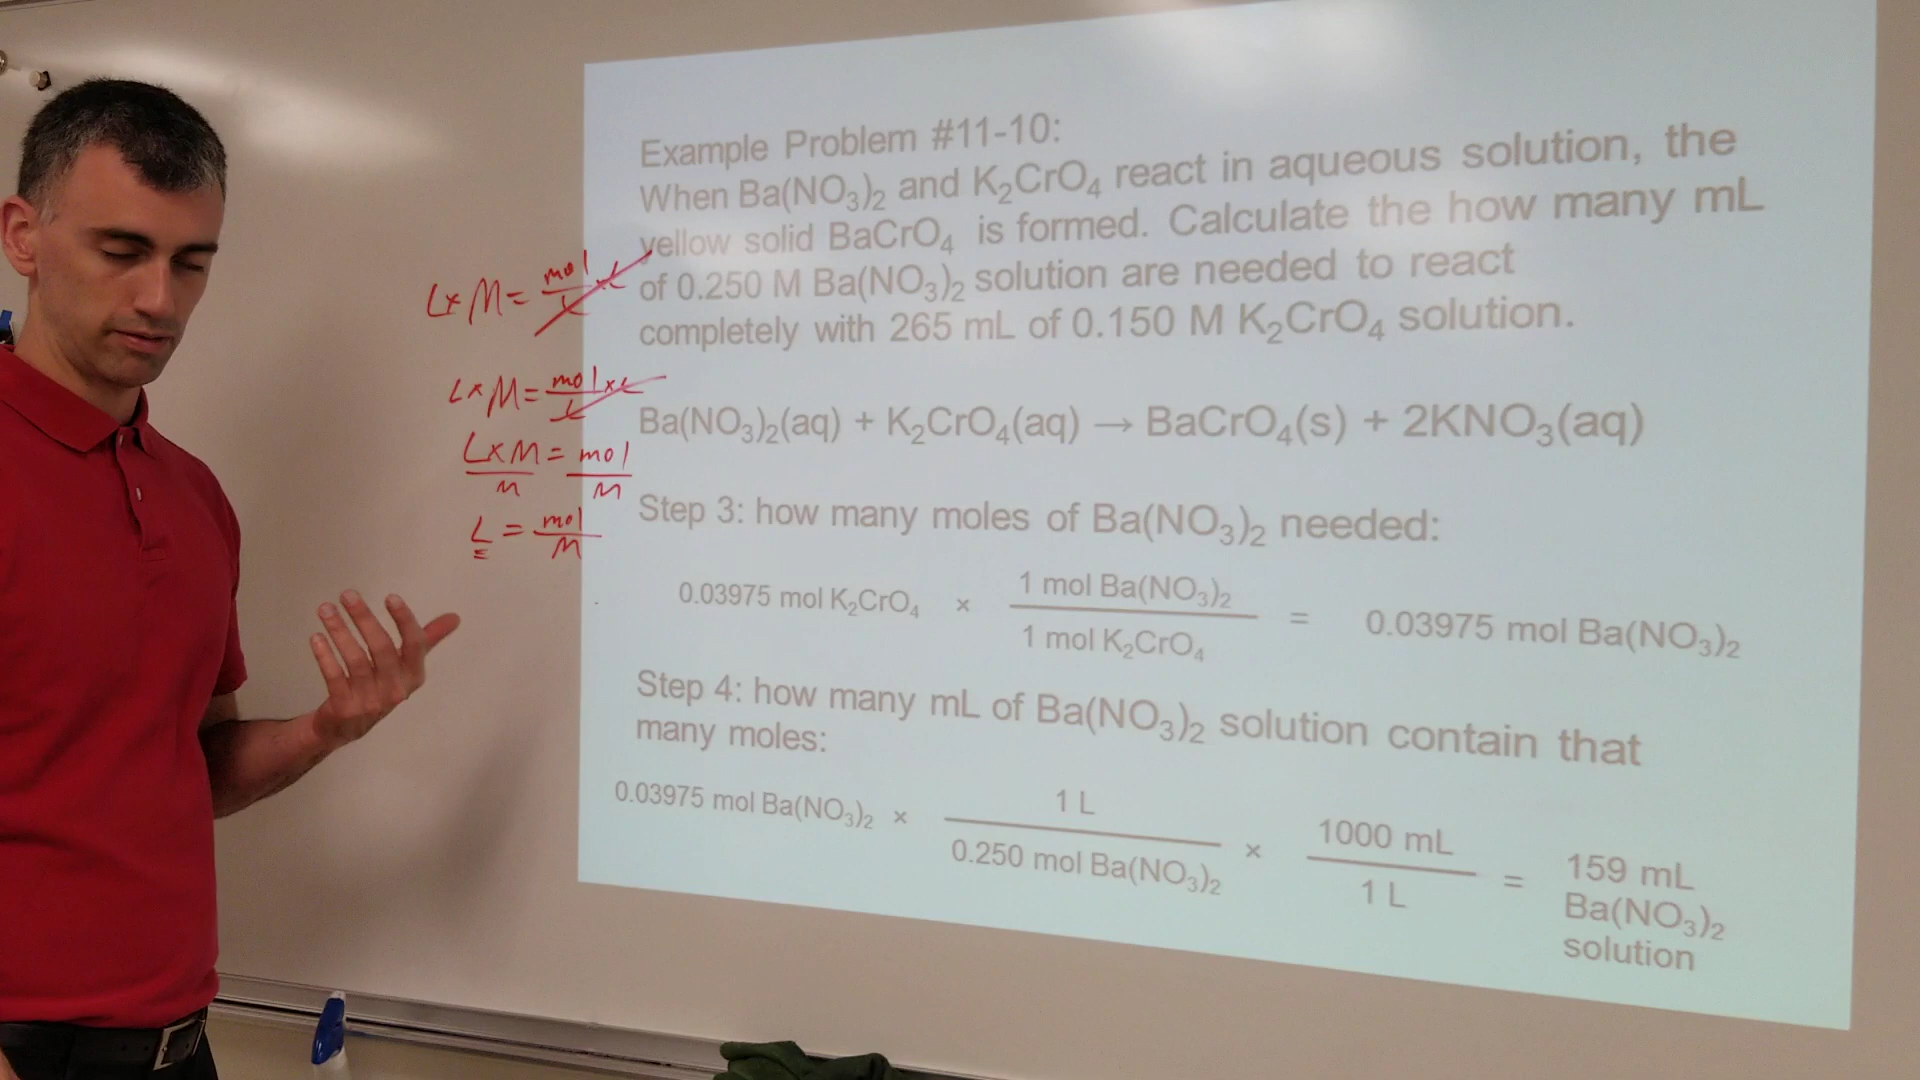 Example Problem #11-10:
When Ba(NO₃)₂ and K₂CrO₄ react in aqueous solution, the
yellow solid BaCrO₄ is formed. Calculate the how many mL
of 0.250 M Ba(NO₃)₂ solution are needed to react
completely with 265 mL of 0.150 M K₂CrO₄ solution.
Ba(NO₃)₂(aq) + K₂CrO₄(aq) → BaCrO₄(s) + 2KNO₃(aq)
Step 3: how many moles of Ba(NO₃)₂ needed:
0.03975 mol K₂CrO₄ × 1 mol Ba(NO₃)₂ / 1 mol K₂CrO₄ = 0.03975 mol Ba(NO₃)₂
Step 4: how many mL of Ba(NO₃)₂ solution contain that
many moles:
0.03975 mol Ba(NO₃)₂ × 1 L / 0.250 mol Ba(NO₃)₂ × 1000 mL / 1 L = 159 mL
Ba(NO₃)₂
solution
L×M = mol / L × L
L×M = mol × L / L
L×M / M = mol / M
L = mol / M